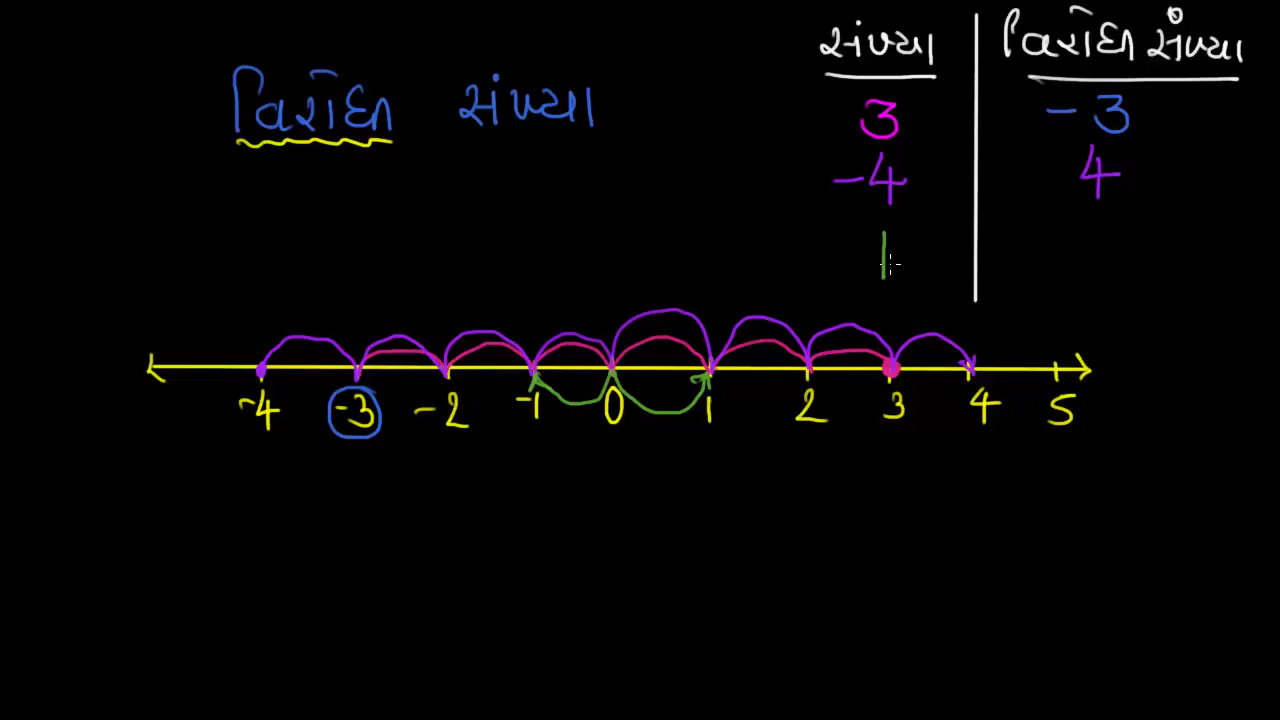 વિરોધી સંખ્યા
સંખ્યા વિરોધી સંખ્યા
3 -3
-4 4
1
-4 -3 -2 -1 0 1 2 3 4 5